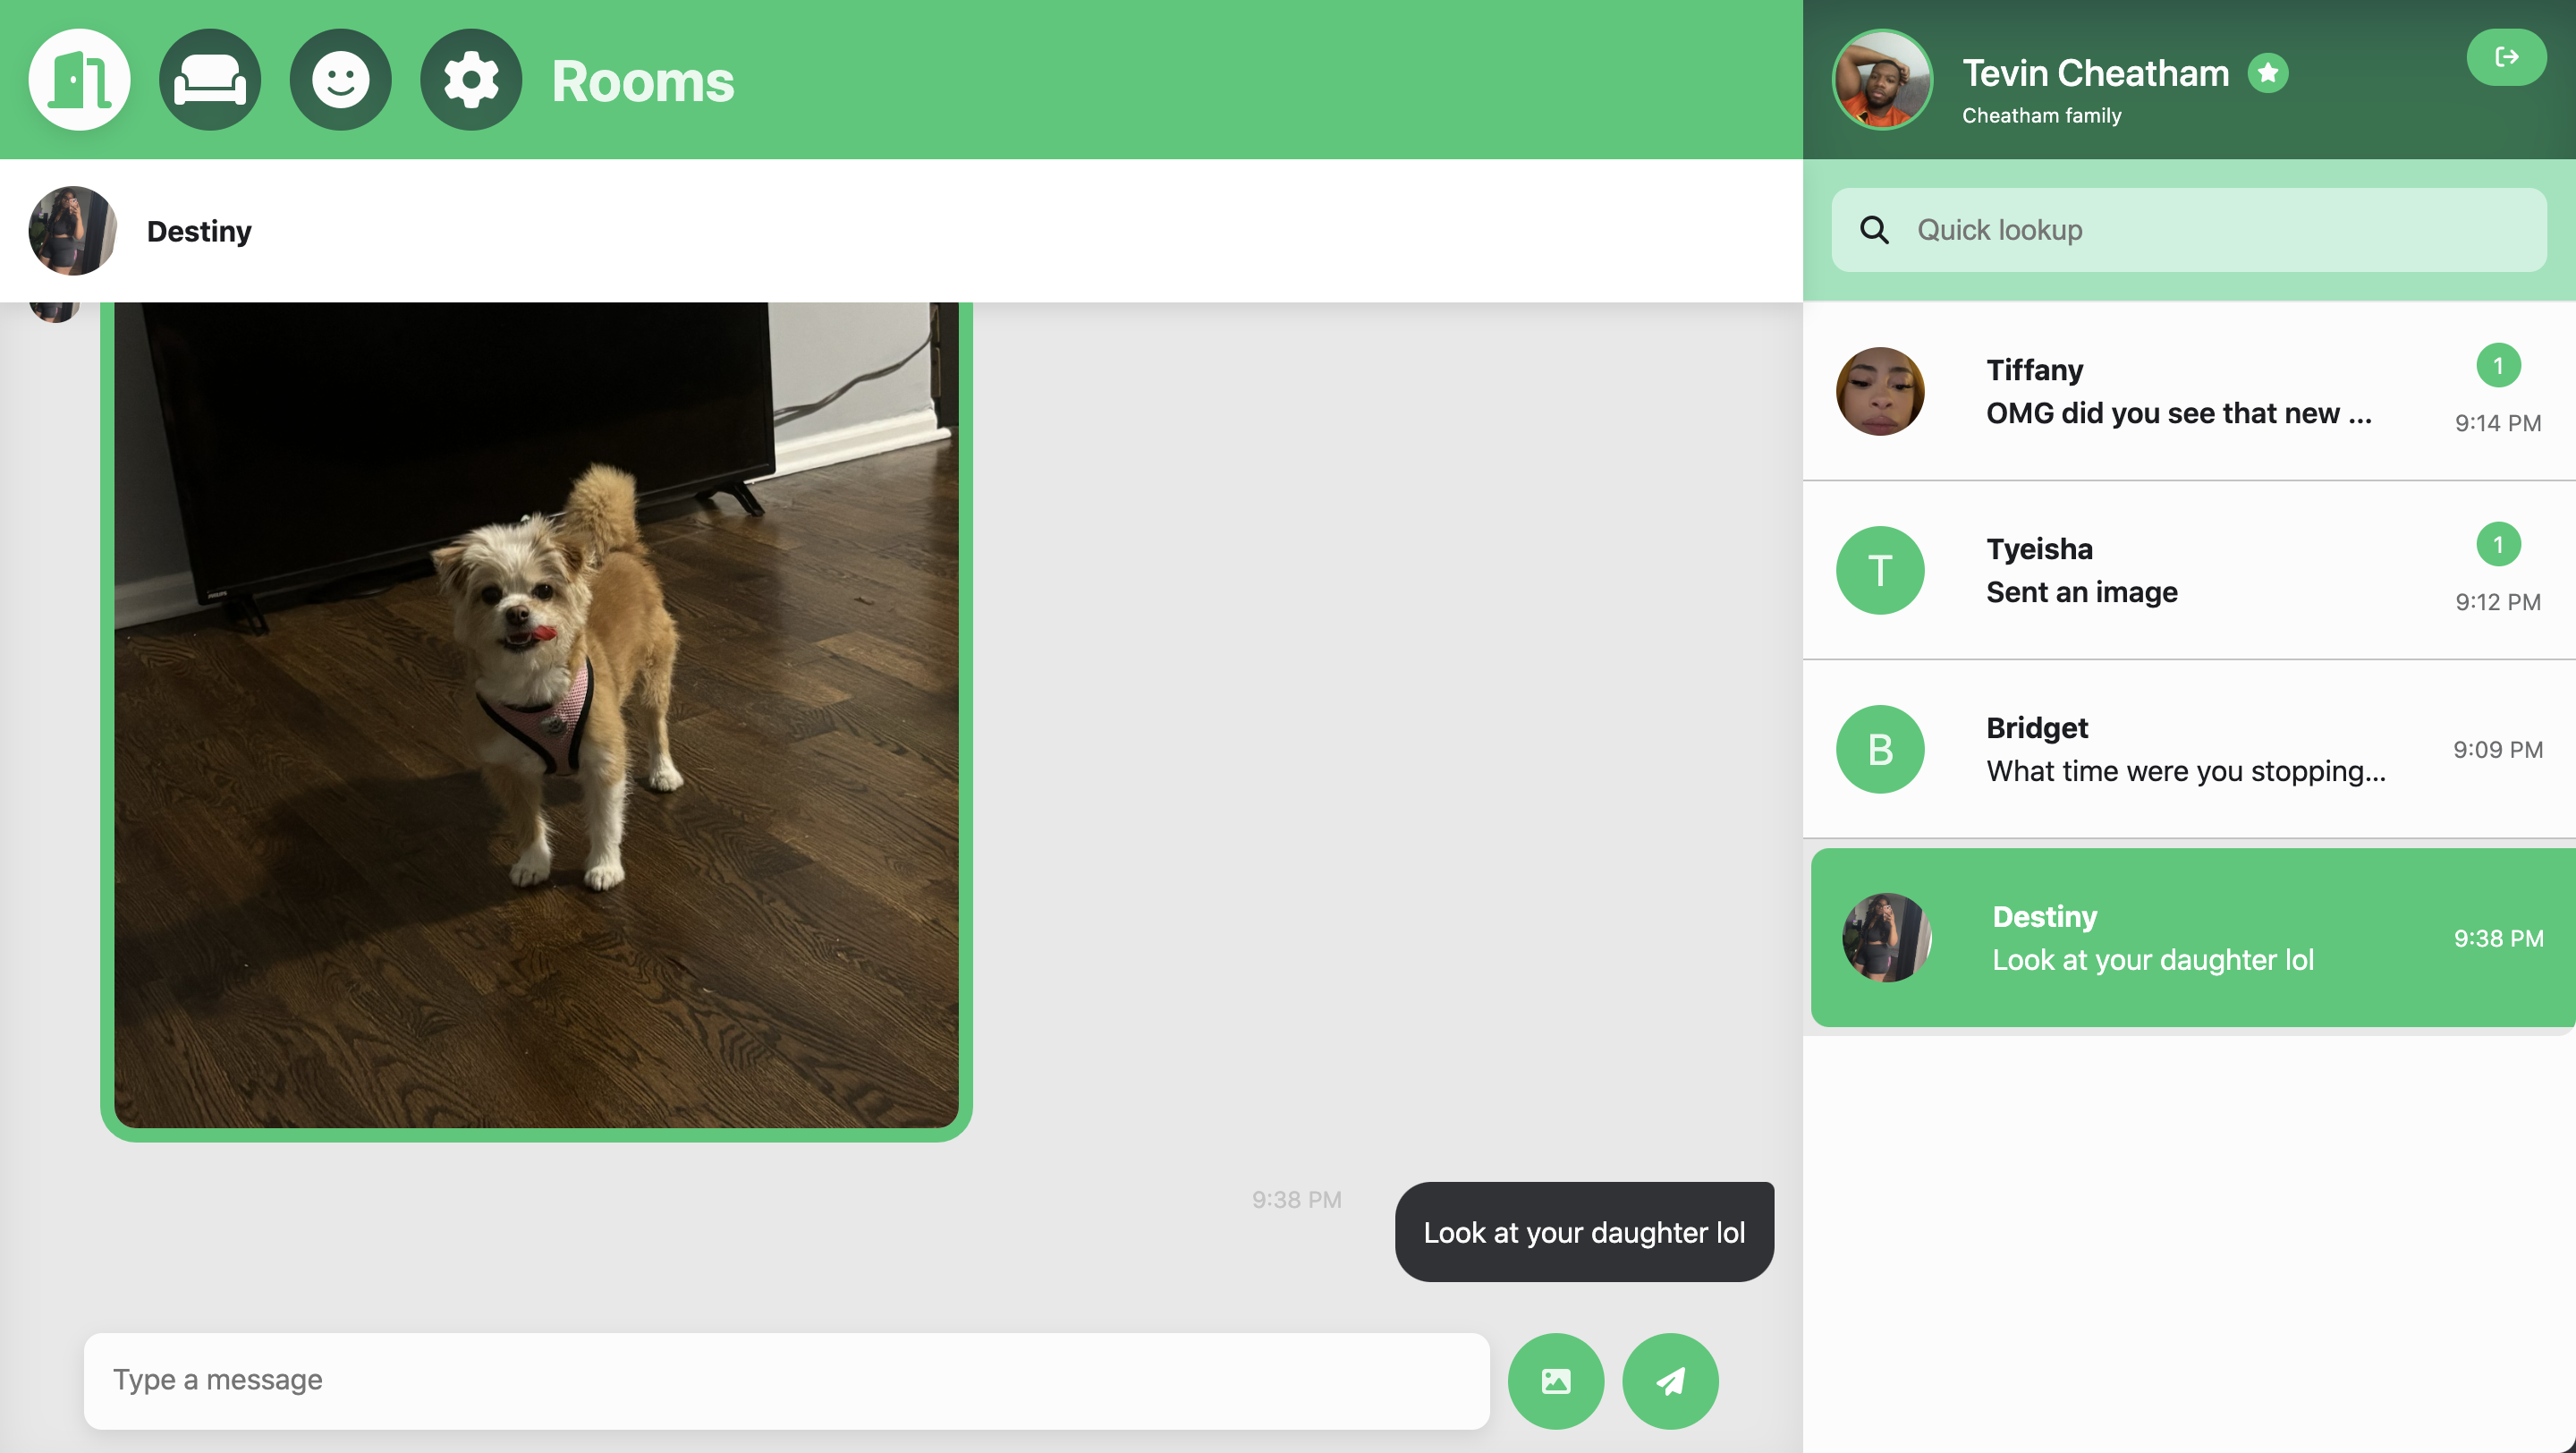 Rooms
Tevin Cheatham
Cheatham family
Destiny
Quick lookup
Tiffany
OMG did you see that new ...
1
9:14 PM
Tyeisha
Sent an image
1
9:12 PM
T
Bridget
What time were you stopping...
9:09 PM
B
Destiny
Look at your daughter lol
9:38 PM
PHILIPS
9:38 PM
Look at your daughter lol
Type a message